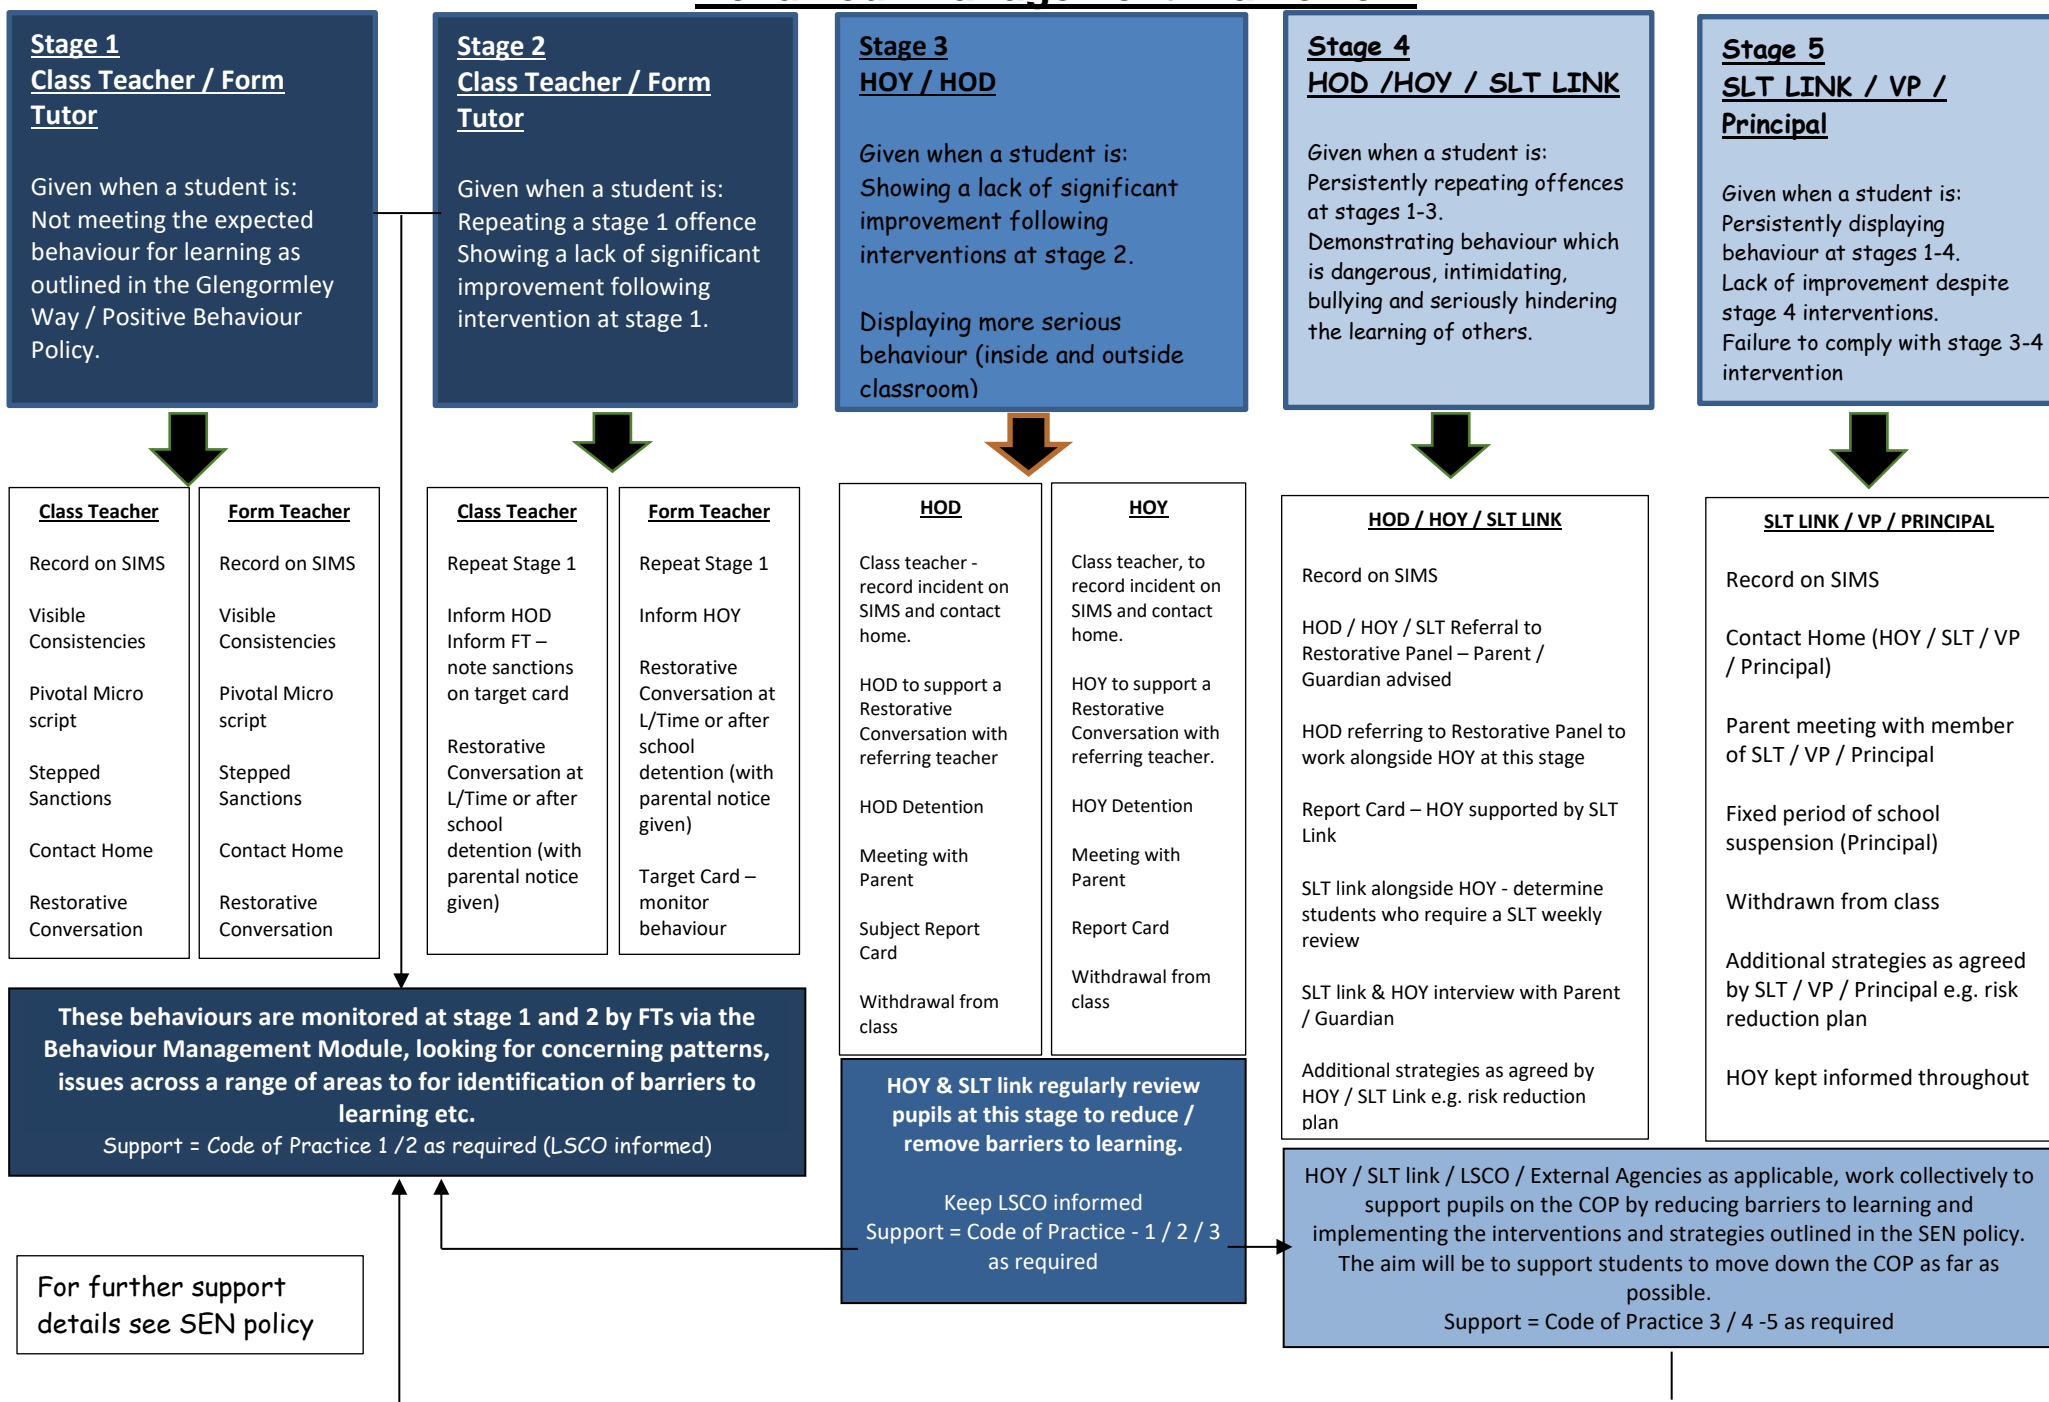 Stage 1
Class Teacher / Form
Tutor
Given when a student is:
Not meeting the expected
behaviour for learning as
outlined in the Glengormley
Way / Positive Behaviour
Policy.
Stage 2
Class Teacher / Form
Tutor
Given when a student is:
Repeating a stage 1 offence
Showing a lack of significant
improvement following
intervention at stage 1.
Stage 3
HOY / HOD
Given when a student is:
Showing a lack of significant
improvement following
interventions at stage 2.
Displaying more serious
behaviour (inside and outside
classroom)
Stage 4
HOD /HOY / SLT LINK
Given when a student is:
Persistently repeating offences
at stages 1-3.
Demonstrating behaviour which
is dangerous, intimidating,
bullying and seriously hindering
the learning of others.
Stage 5
SLT LINK / VP /
Principal
Given when a student is:
Persistently displaying
behaviour at stages 1-4.
Lack of improvement despite
stage 4 interventions.
Failure to comply with stage 3-4
intervention
Class Teacher
Record on SIMS
Visible
Consistencies
Pivotal Micro
script
Stepped
Sanctions
Contact Home
Restorative
Conversation
Form Teacher
Record on SIMS
Visible
Consistencies
Pivotal Micro
script
Stepped
Sanctions
Contact Home
Restorative
Conversation
Class Teacher
Repeat Stage 1
Inform HOD
Inform FT –
note sanctions
on target card
Restorative
Conversation at
L/Time or after
school
detention (with
parental notice
given)
Form Teacher
Repeat Stage 1
Inform HOY
Restorative
Conversation at
L/Time or after
school
detention (with
parental notice
given)
Target Card –
monitor
behaviour
HOD
Class teacher -
record incident on
SIMS and contact
home.
HOD to support a
Restorative
Conversation with
referring teacher
HOD Detention
Meeting with
Parent
Subject Report
Card
Withdrawal from
class
HOY
Class teacher, to
record incident on
SIMS and contact
home.
HOY to support a
Restorative
Conversation with
referring teacher.
HOY Detention
Meeting with
Parent
Report Card
Withdrawal from
class
HOD / HOY / SLT LINK
Record on SIMS
HOD / HOY / SLT Referral to
Restorative Panel – Parent /
Guardian advised
HOD referring to Restorative Panel to
work alongside HOY at this stage
Report Card – HOY supported by SLT
Link
SLT link alongside HOY - determine
students who require a SLT weekly
review
SLT link & HOY interview with Parent
/ Guardian
Additional strategies as agreed by
HOY / SLT Link e.g. risk reduction
plan
SLT LINK / VP / PRINCIPAL
Record on SIMS
Contact Home (HOY / SLT / VP
/ Principal)
Parent meeting with member
of SLT / VP / Principal
Fixed period of school
suspension (Principal)
Withdrawn from class
Additional strategies as agreed
by SLT / VP / Principal e.g. risk
reduction plan
HOY kept informed throughout
These behaviours are monitored at stage 1 and 2 by FTs via the
Behaviour Management Module, looking for concerning patterns,
issues across a range of areas to for identification of barriers to
learning etc.
Support = Code of Practice 1 /2 as required (LSCO informed)
HOY & SLT link regularly review
pupils at this stage to reduce /
remove barriers to learning.
Keep LSCO informed
Support = Code of Practice - 1 / 2 / 3
as required
HOY / SLT link / LSCO / External Agencies as applicable, work collectively to
support pupils on the COP by reducing barriers to learning and
implementing the interventions and strategies outlined in the SEN policy.
The aim will be to support students to move down the COP as far as
possible.
Support = Code of Practice 3 / 4 -5 as required
For further support
details see SEN policy